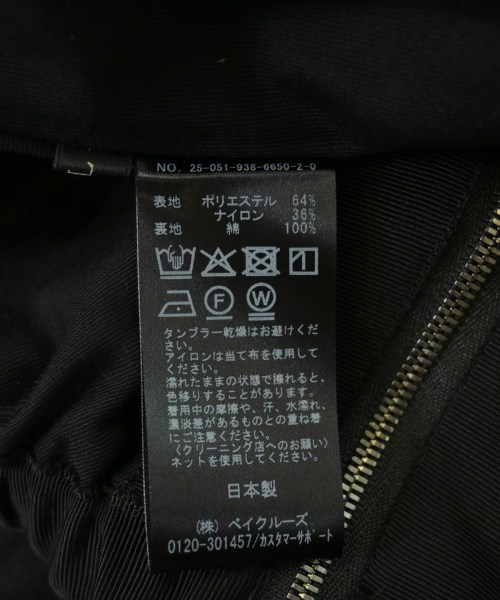 NO. 25-051-938-6650-2-0
表地 ポリエステル 64%
ナイロン 36%
裏地 綿 100%
F W
タンブラー乾燥はお避けくだ
さい。
アイロンは当て布を使用して
ください。
濡れたままの状態で擦れると、
色移りすることがあります。
着用中の摩擦や、汗、水濡れ、
濃淡差があるものとの重ね着
にご注意ください。
〈クリーニング店へのお願い〉
ネットを使用してください。
日本製
（株）ベイクルーズ
0120-301457/カスタマーサポート